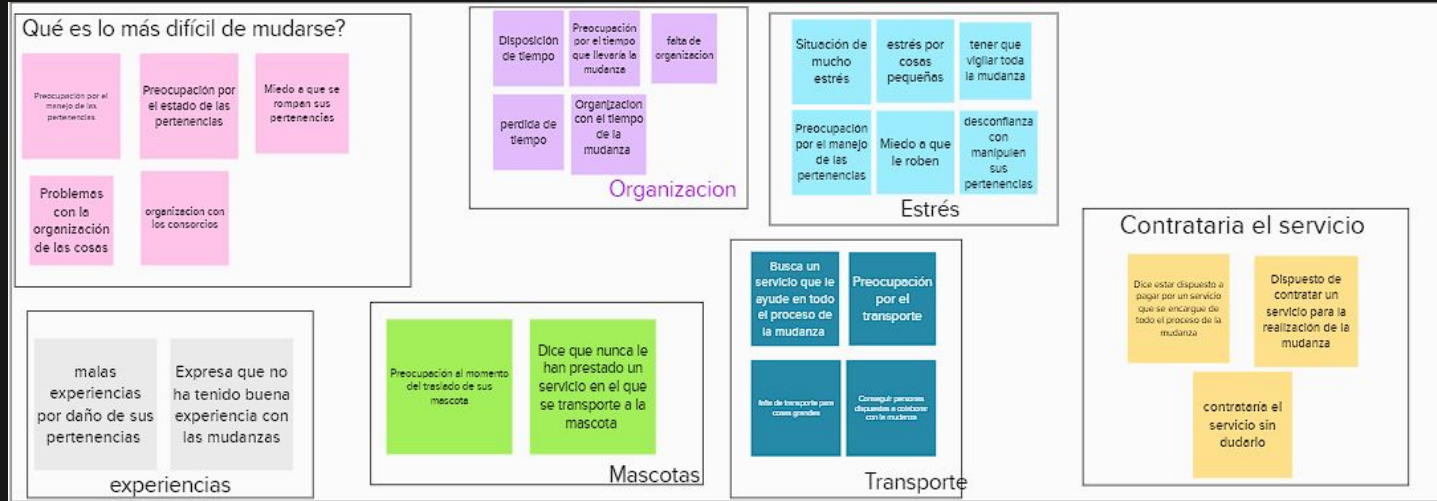 Qué es lo más difícil de mudarse?
Preocupación por el
manejo de las
pertenencias
Preocupación por
el estado de las
pertenencias
Miedo a que se
rompan sus
pertenencias
Problemas
con la
organización
de las cosas
organizacion con
los consorcios
Disposición
de tiempo
Preocupación
por el tiempo
que llevaría la
mudanza
falta de
organizacion
perdida de
tiempo
Organizacion
con el tiempo
de la
mudanza
Organizacion
Situación de
mucho
estrés
estrés por
cosas
pequeñas
tener que
vigilar toda
la mudanza
Preocupación
por el manejo
de las
pertenencias
Miedo a que
le roben
desconfianza
con
manipulen
sus
pertenencias
Estrés
Contrataria el servicio
Dice estar dispuesto a
pagar por un servicio
que se encargue de
todo el proceso de la
mudanza
Dispuesto de
contratar un
servicio para la
realización de la
mudanza
contrataría el
servicio sin
dudarlo
malas
experiencias
por daño de sus
pertenencias
Expresa que no
ha tenido buena
experiencia con
las mudanzas
experiencias
Preocupación al momento
del traslado de sus
mascota
Dice que nunca le
han prestado un
servicio en el que
se transporte a la
mascota
Mascotas
Busca un
servicio que le
ayude en todo
el proceso de
la mudanza
Preocupación
por el
transporte
falta de transporte para
cosas grandes
Conseguir personas
dispuestas a colaborar
con la mudanza
Transporte